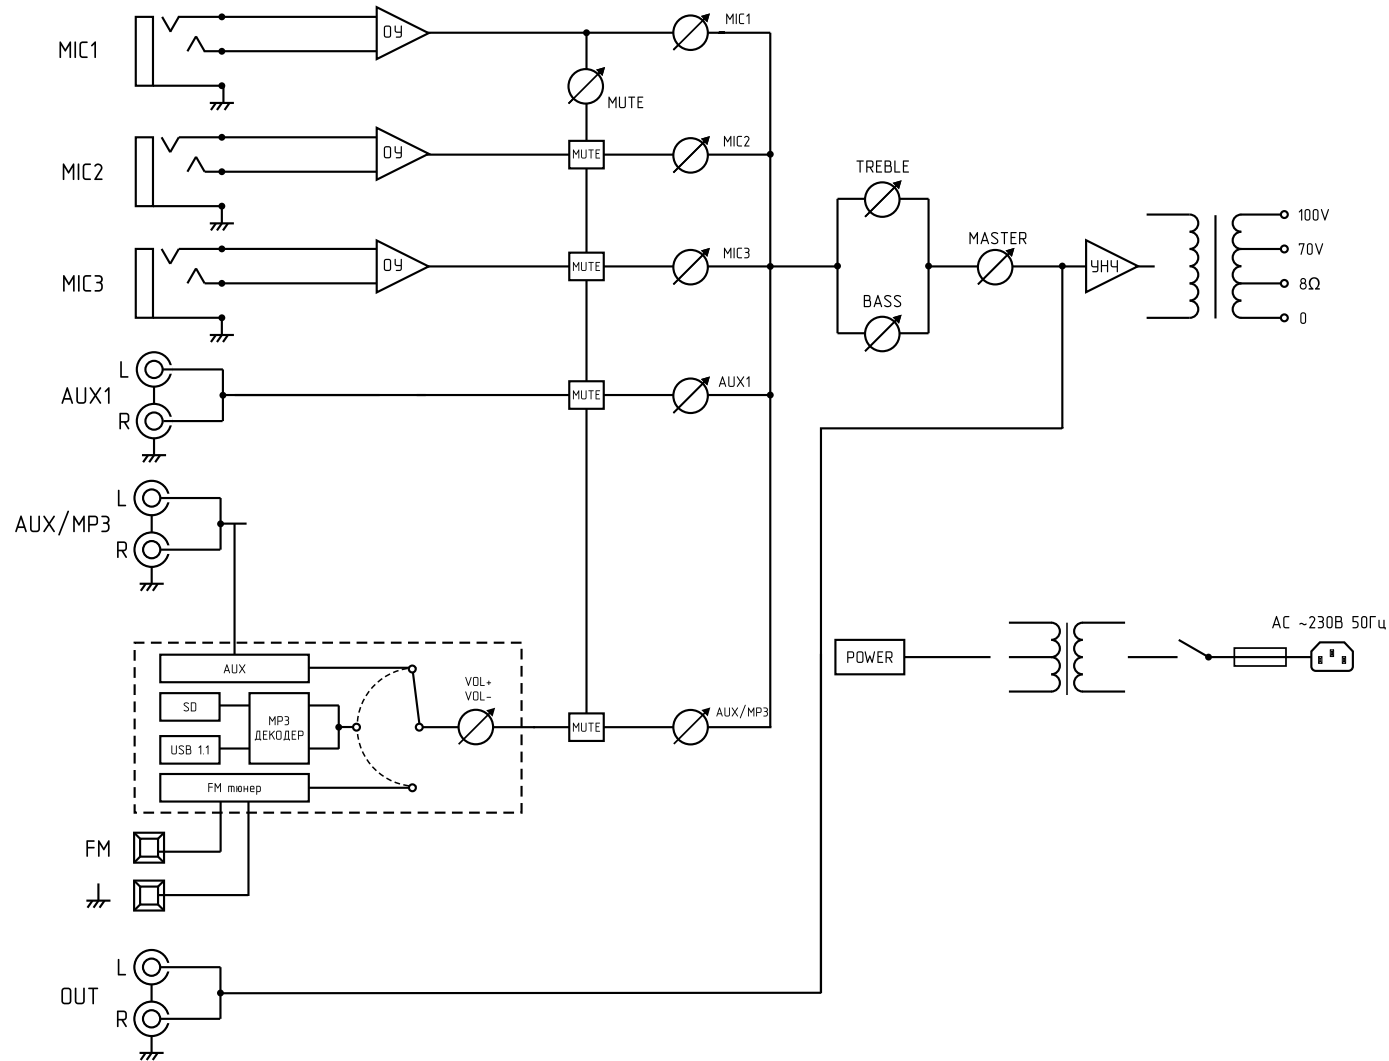 MIC1
ОУ
MIC1
MUTE
MIC2
ОУ
MUTE
MIC2
MIC3
ОУ
MUTE
MIC3
TREBLE
BASS
MASTER
УНЧ
100V
70V
8Ω
0
AUX1
L
R
MUTE
AUX1
AUX/MP3
L
R
AUX
SD
USB 1.1
MP3
ДЕКОДЕР
FM тюнер
VOL+
VOL-
MUTE
AUX/MP3
POWER
AC ~230В 50Гц
FM
OUT
L
R